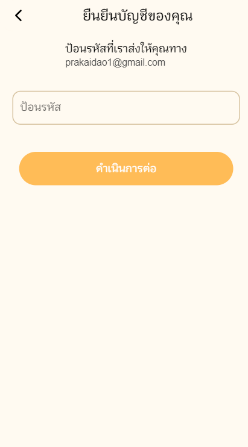 ยืนยันบัญชีของคุณ
ป้อนรหัสที่เราส่งให้คุณทาง
prakaidao1@gmail.com
ป้อนรหัส
ดำเนินการต่อ